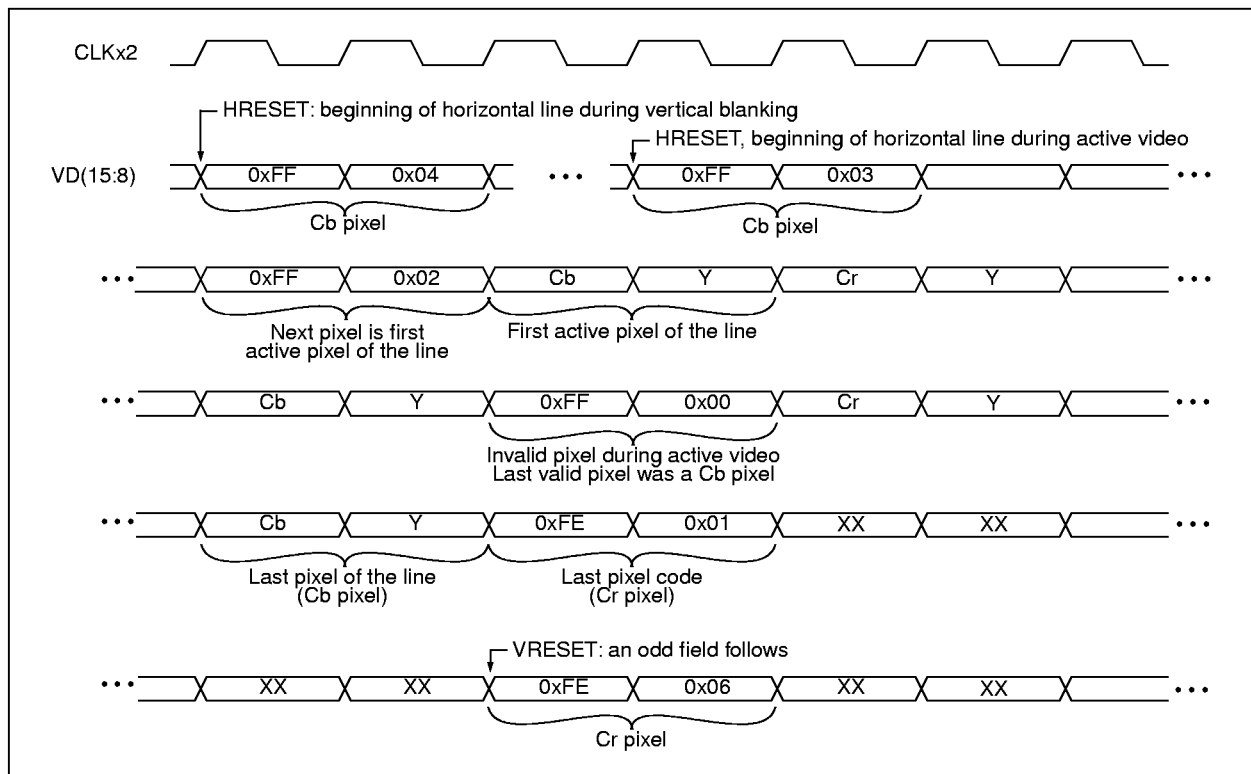 CLKx2
HRESET: beginning of horizontal line during vertical blanking
HRESET, beginning of horizontal line during active video
VD(15:8) 0xFF 0x04 ••• 0xFF 0x03 •••
Cb pixel Cb pixel
••• 0xFF 0x02 Cb Y Cr Y •••
Next pixel is first
active pixel of the line
First active pixel of the line
••• Cb Y 0xFF 0x00 Cr Y •••
Invalid pixel during active video
Last valid pixel was a Cb pixel
••• Cb Y 0xFE 0x01 XX XX •••
Last pixel of the line
(Cb pixel)
Last pixel code
(Cr pixel)
VRESET: an odd field follows
••• XX XX 0xFE 0x06 XX XX •••
Cr pixel